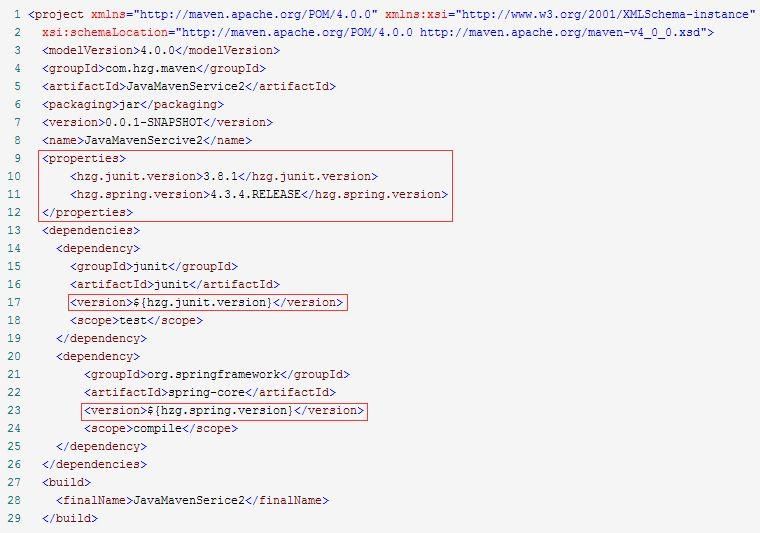 1 <project xmlns="http://maven.apache.org/POM/4.0.0" xmlns:xsi="http://www.w3.org/2001/XMLSchema-instance"
2 xsi:schemaLocation="http://maven.apache.org/POM/4.0.0 http://maven.apache.org/maven-v4_0_0.xsd">
3 <modelVersion>4.0.0</modelVersion>
4 <groupId>com.hzg.maven</groupId>
5 <artifactId>JavaMavenService2</artifactId>
6 <packaging>jar</packaging>
7 <version>0.0.1-SNAPSHOT</version>
8 <name>JavaMavenSercive2</name>
9 <properties>
10 <hzg.junit.version>3.8.1</hzg.junit.version>
11 <hzg.spring.version>4.3.4.RELEASE</hzg.spring.version>
12 </properties>
13 <dependencies>
14 <dependency>
15 <groupId>junit</groupId>
16 <artifactId>junit</artifactId>
17 <version>${hzg.junit.version}</version>
18 <scope>test</scope>
19 </dependency>
20 <dependency>
21 <groupId>org.springframework</groupId>
22 <artifactId>spring-core</artifactId>
23 <version>${hzg.spring.version}</version>
24 <scope>compile</scope>
25 </dependency>
26 </dependencies>
27 <build>
28 <finalName>JavaMavenSerice2</finalName>
29 </build>